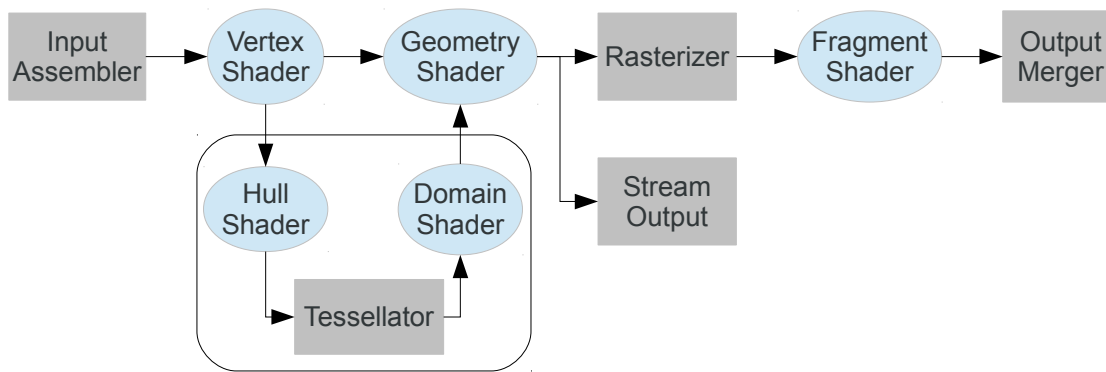 Input
Assembler
Vertex
Shader
Geometry
Shader
Rasterizer
Fragment
Shader
Output
Merger
Hull
Shader
Domain
Shader
Stream
Output
Tessellator